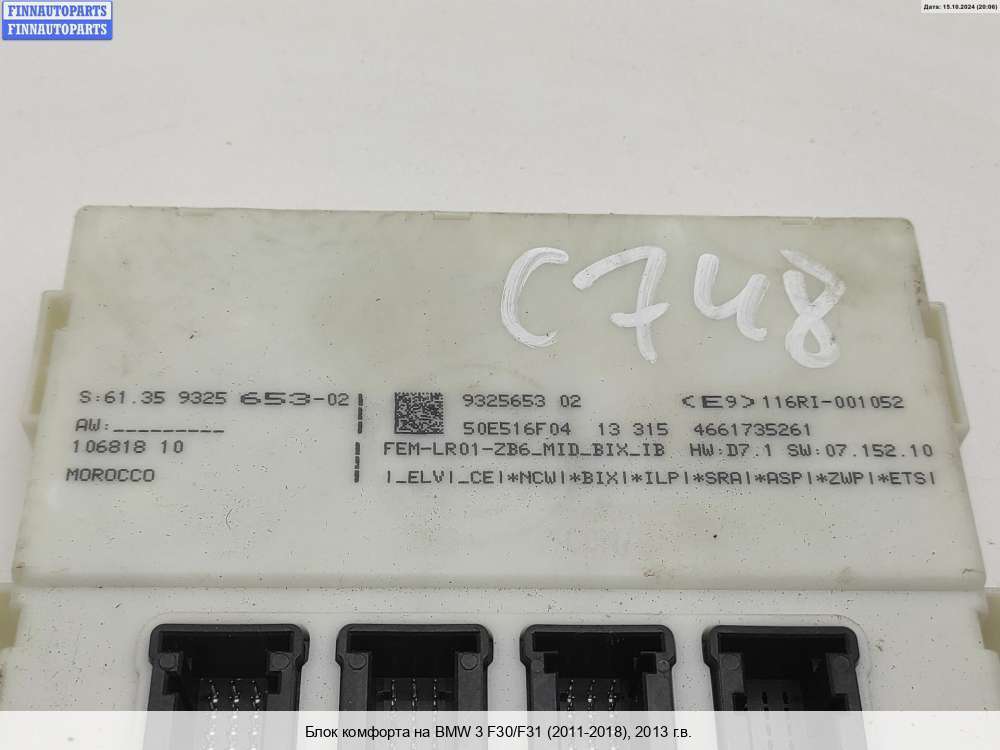 FINNAUTOPARTS
FINNAUTOPARTS
Дата: 15.10.2024 (20:06)
C748
S:61.35 9325 653-02
AW:_________
106818 10
MOROCCO
9325653 02
<E9>116RI-001052
50E516F04 13 315 4661735261
FEM-LR01-ZB6_MID_BIX_IB HW:D7.1 SW:07.152.10
|_ELV|_CE|*NCW|*BIX|*ILP|*SRA|*ASP|*ZWP|*ETS|
Блок комфорта на BMW 3 F30/F31 (2011-2018), 2013 г.в.